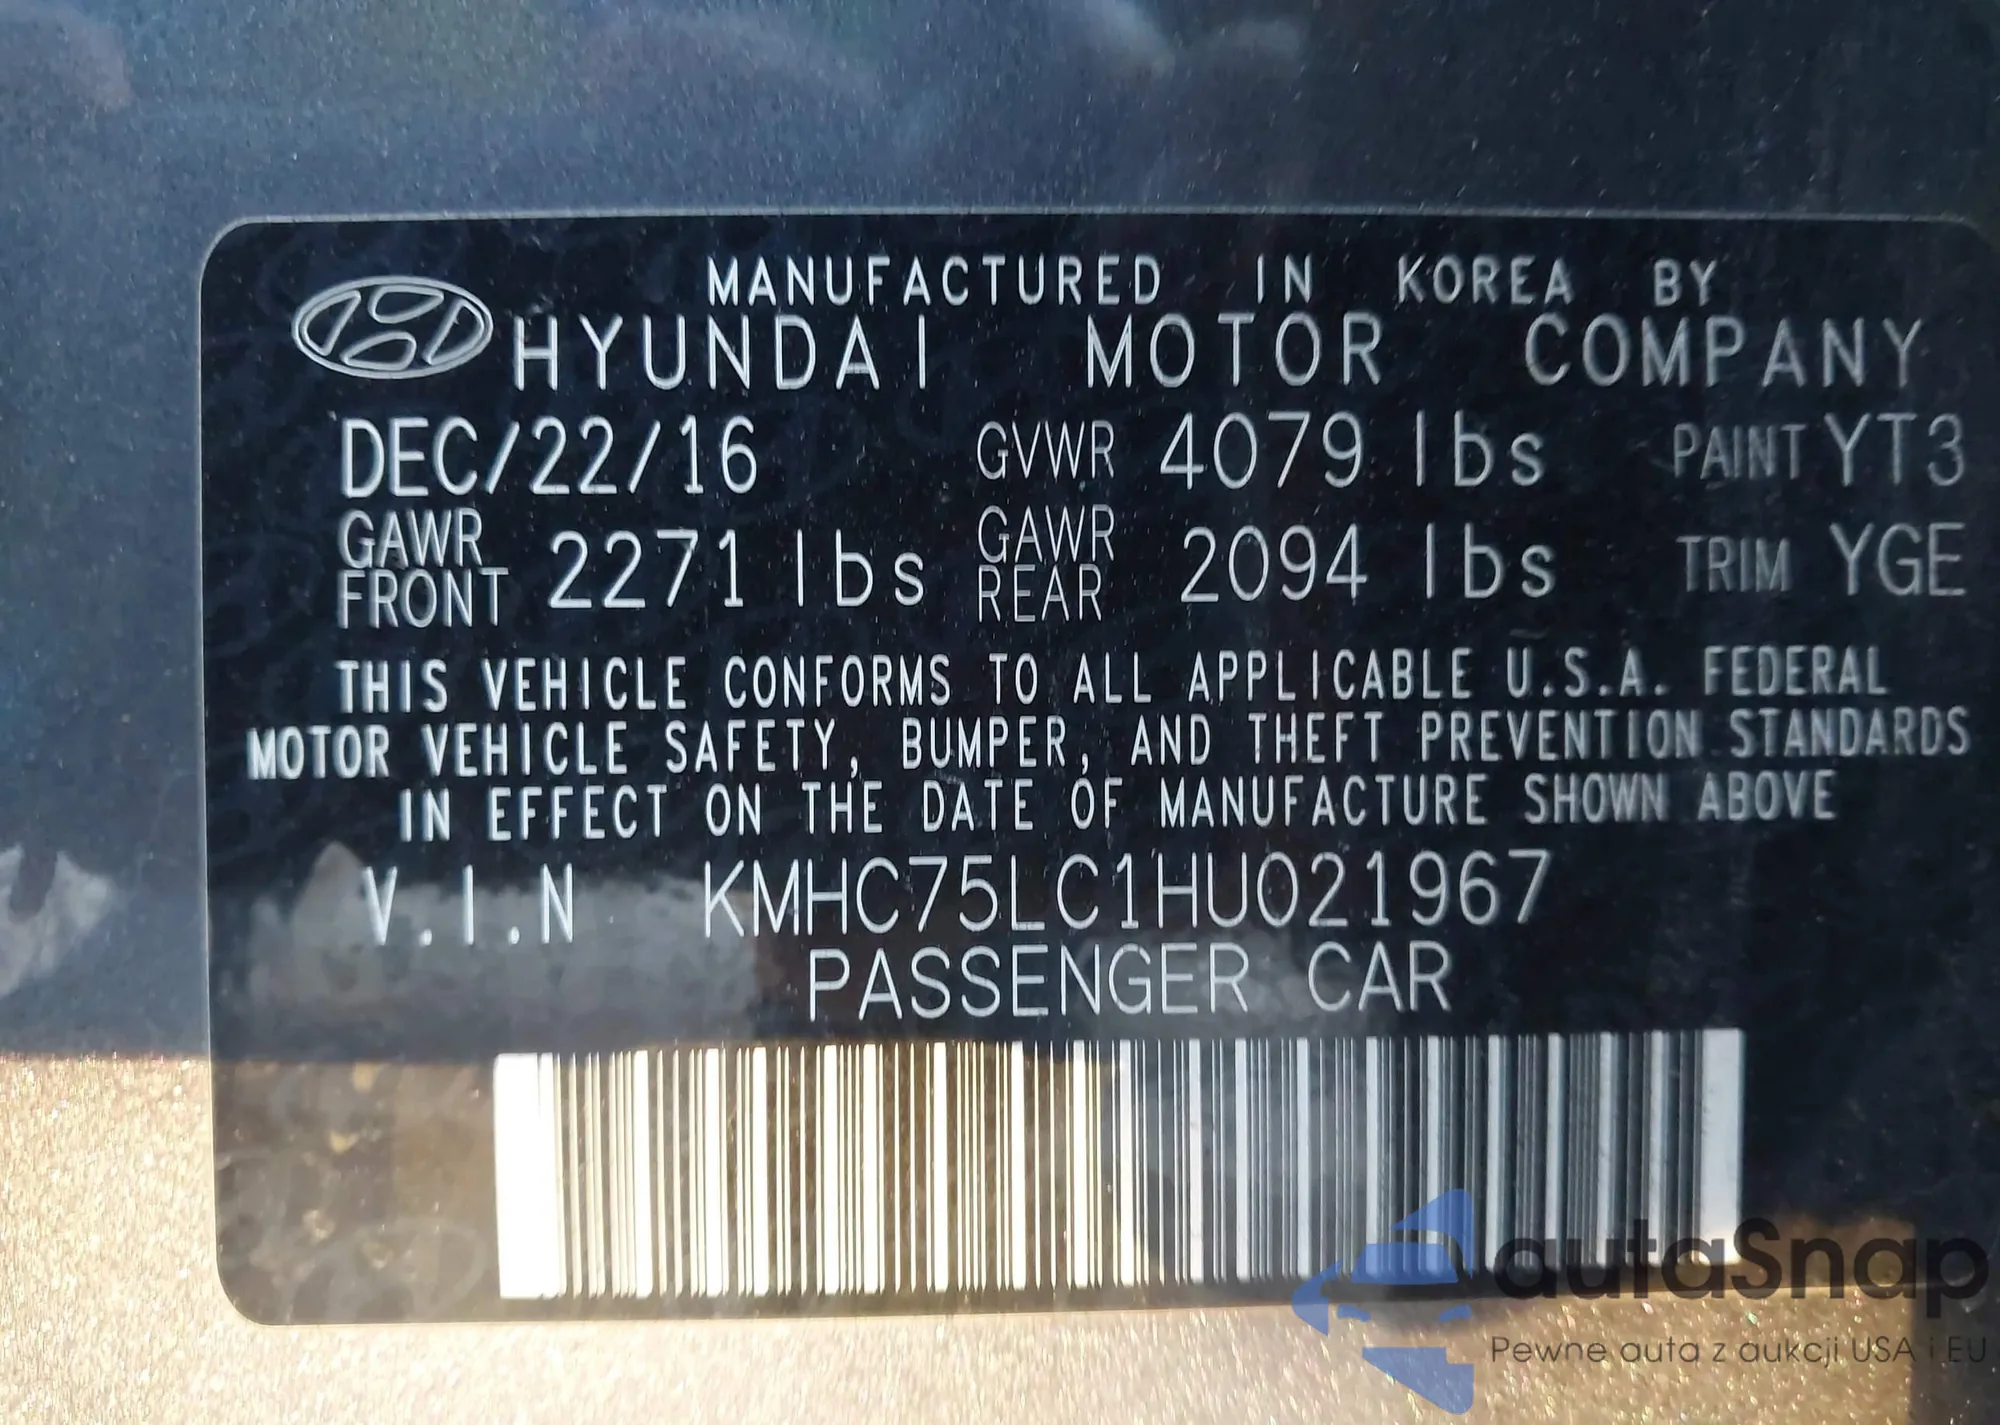 MANUFACTURED IN KOREA BY
HYUNDAI MOTOR COMPANY
DEC/22/16 GVWR 4079 lbs PAINT YT3
GAWR FRONT 2271 lbs GAWR REAR 2094 lbs TRIM YGE
THIS VEHICLE CONFORMS TO ALL APPLICABLE U.S.A. FEDERAL
MOTOR VEHICLE SAFETY, BUMPER, AND THEFT PREVENTION STANDARDS
IN EFFECT ON THE DATE OF MANUFACTURE SHOWN ABOVE
V.I.N KMHC75LC1HU021967
PASSENGER CAR
autaSnap
Pewne auta z aukcji USA i EU